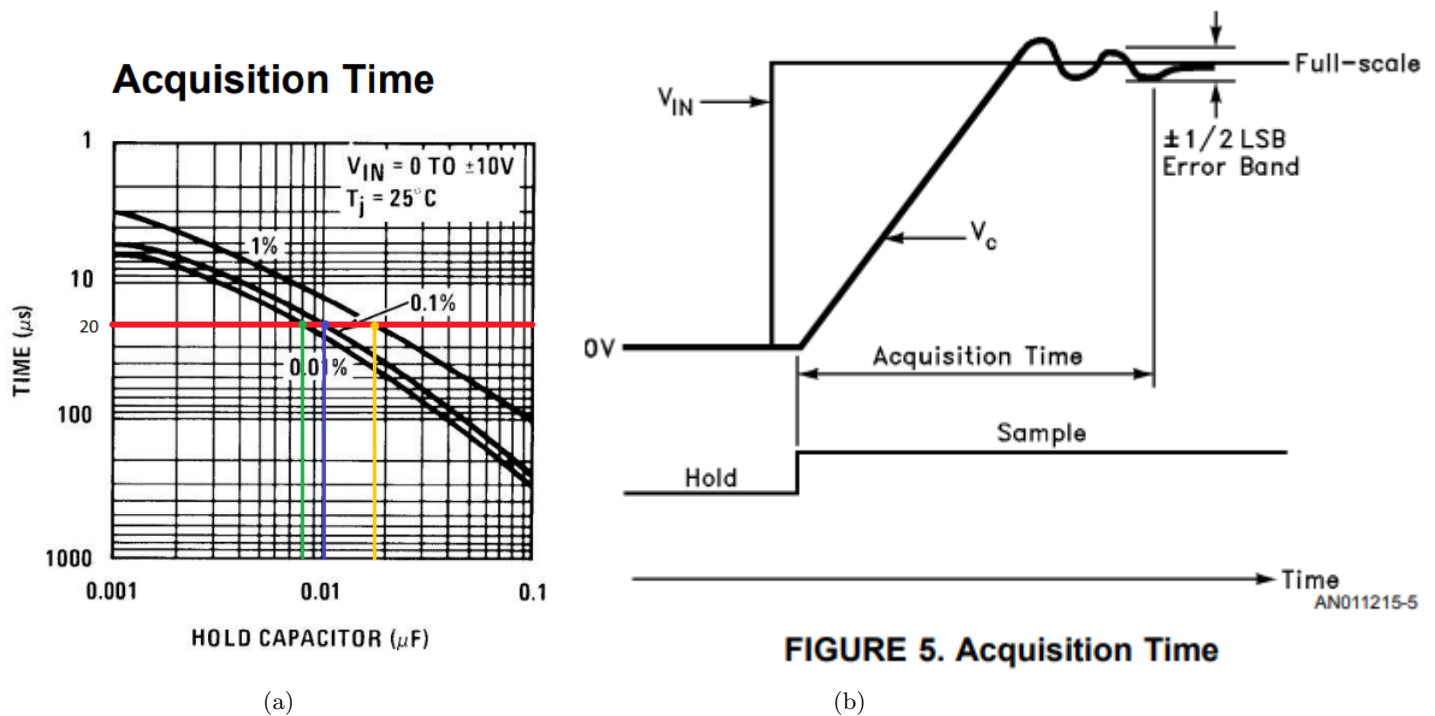 Acquisition Time
1
10
20
100
1000
TIME (μs)
V_IN = 0 TO ±10V
T_j = 25°C
1%
0.1%
0.01%
0.001
0.01
0.1
HOLD CAPACITOR (μF)
(a)
V_IN
Full-scale
±1/2 LSB
Error Band
V_c
0V
Acquisition Time
Sample
Hold
Time
AN011215-5
FIGURE 5. Acquisition Time
(b)